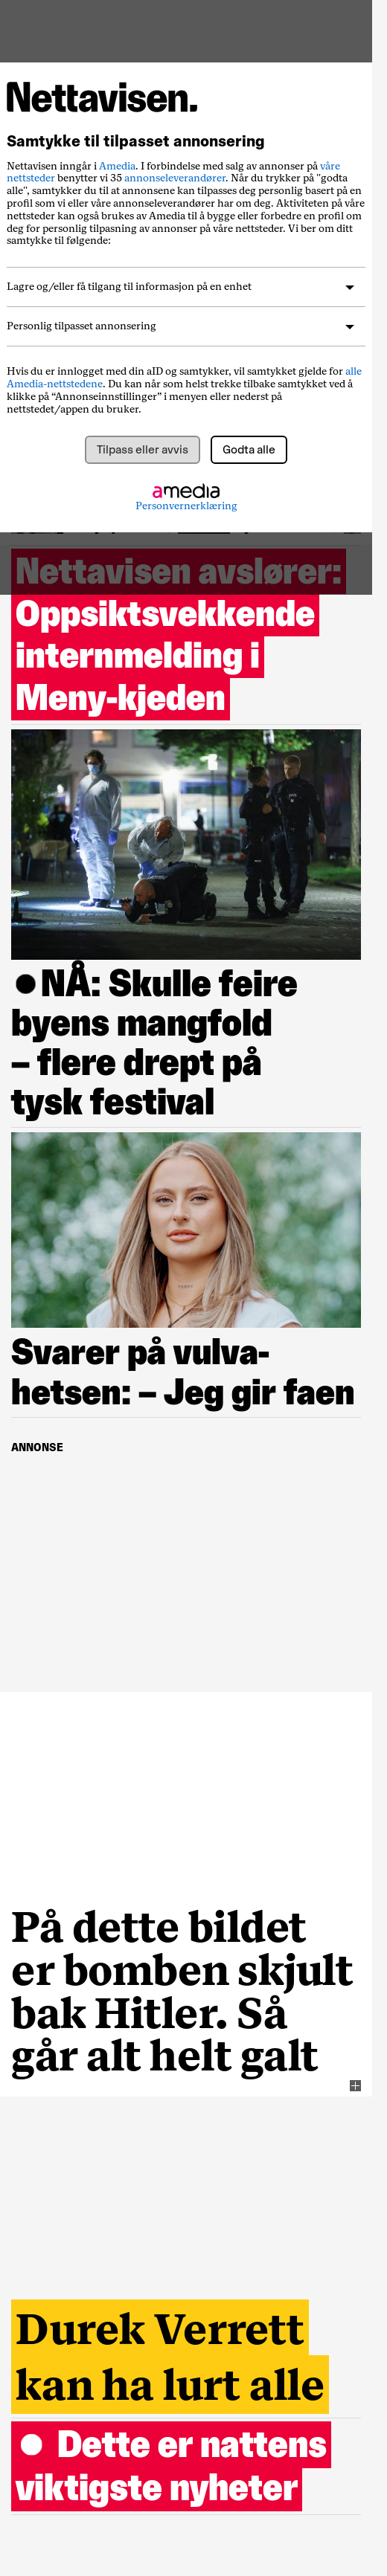 Nettavisen.
Samtykke til tilpasset annonsering
Nettavisen inngår i Amedia. I forbindelse med salg av annonser på våre
nettsteder benytter vi 35 annonseleverandører. Når du trykker på "godta
alle", samtykker du til at annonsene kan tilpasses deg personlig basert på en
profil som vi eller våre annonseleverandører har om deg. Aktiviteten på våre
nettsteder kan også brukes av Amedia til å bygge eller forbedre en profil om
deg for personlig tilpasning av annonser på våre nettsteder. Vi ber om ditt
samtykke til følgende:
Lagre og/eller få tilgang til informasjon på en enhet
Personlig tilpasset annonsering
Hvis du er innlogget med din aID og samtykker, vil samtykket gjelde for alle
Amedia-nettstedene. Du kan når som helst trekke tilbake samtykket ved å
klikke på “Annonseinnstillinger” i menyen eller nederst på
nettstedet/appen du bruker.
Tilpass eller avvis
Godta alle
amedia
Personvernerklæring
Nettavisen avslører:
Oppsiktsvekkende
internmelding i
Meny-kjeden
●NÅ: Skulle feire
byens mangfold
– flere drept på
tysk festival
Svarer på vulva-
hetsen: – Jeg gir faen
ANNONSE
På dette bildet
er bomben skjult
bak Hitler. Så
går alt helt galt
Durek Verrett
kan ha lurt alle
● Dette er nattens
viktigste nyheter